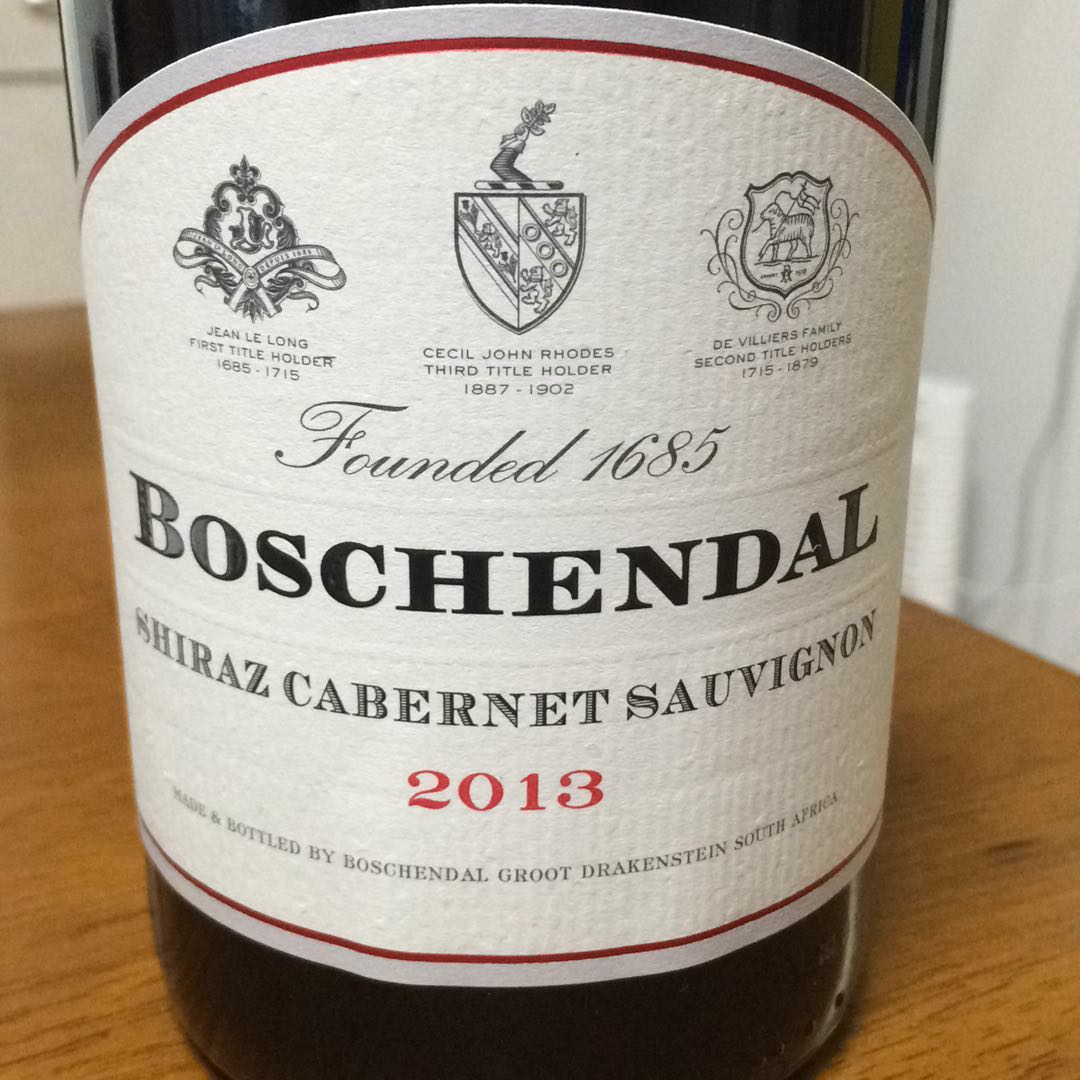 JEAN LE LONG
FIRST TITLE HOLDER
1685 - 1715
CECIL JOHN RHODES
THIRD TITLE HOLDER
1887 - 1902
DE VILLIERS FAMILY
SECOND TITLE HOLDERS
1715 - 1879
Founded 1685
BOSCHENDAL
SHIRAZ CABERNET SAUVIGNON
2013
MADE & BOTTLED BY BOSCHENDAL GROOT DRAKENSTEIN SOUTH AFRICA